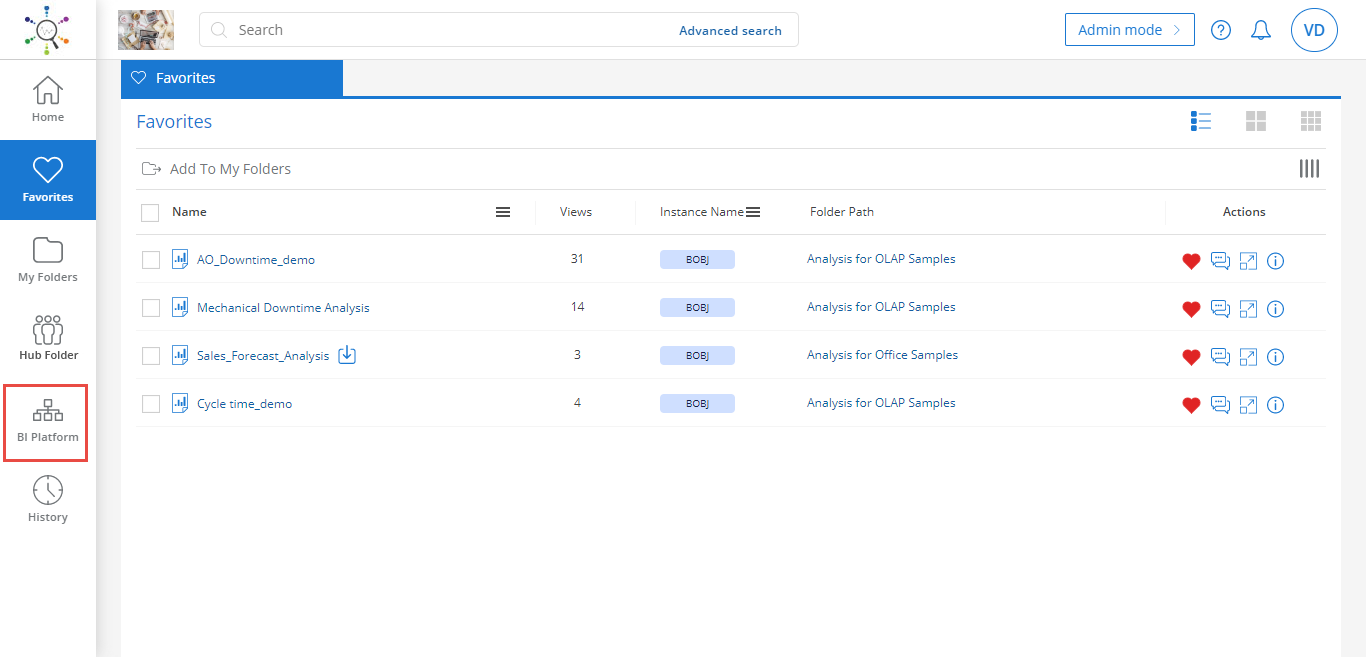 Search
Advanced search
Admin mode
VD
Home
Favorites
My Folders
Hub Folder
BI Platform
History
Favorites
Favorites
Add To My Folders
Name Views Instance Name Folder Path Actions
AO_Downtime_demo 31 BOBJ Analysis for OLAP Samples
Mechanical Downtime Analysis 14 BOBJ Analysis for OLAP Samples
Sales_Forecast_Analysis 3 BOBJ Analysis for Office Samples
Cycle time_demo 4 BOBJ Analysis for OLAP Samples